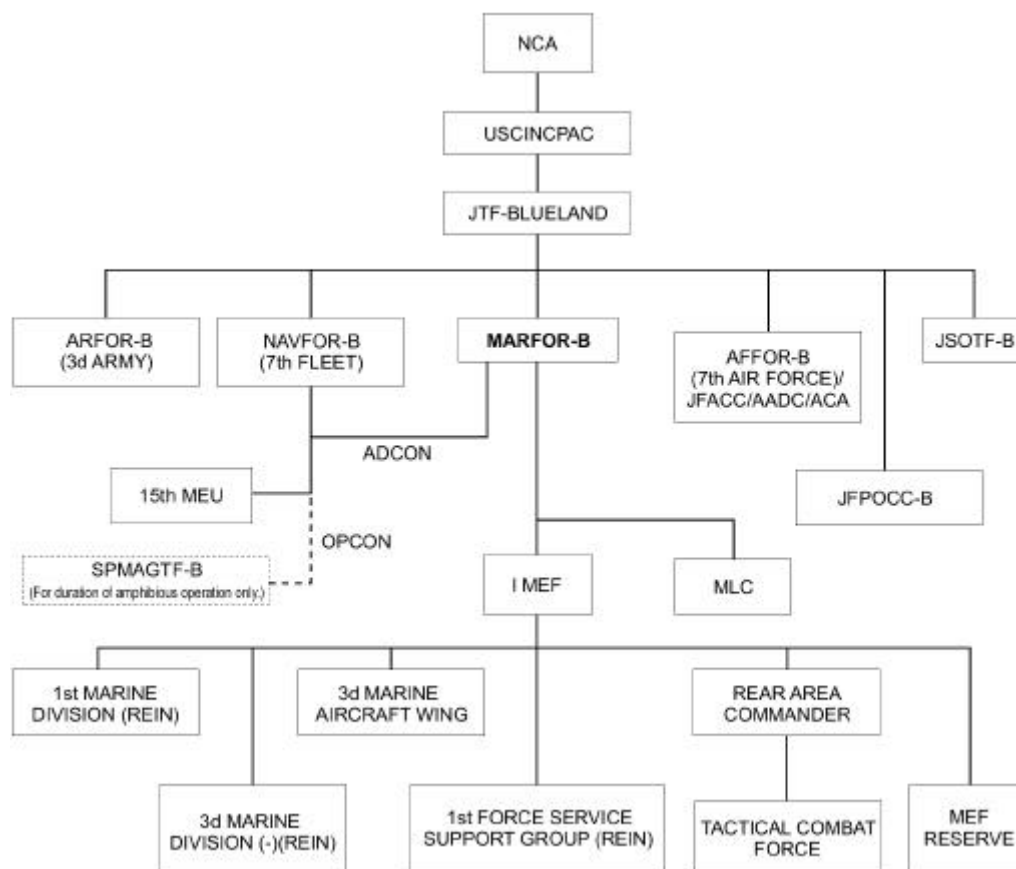 NCA
USCINCPAC
JTF-BLUELAND
ARFOR-B
(3d ARMY)
NAVFOR-B
(7th FLEET)
MARFOR-B
AFFOR-B
(7th AIR FORCE)/
JFACC/AADC/ACA
JSOTF-B
ADCON
15th MEU
JFPOCC-B
OPCON
SPMAGTF-B
(For duration of amphibious operation only.)
I MEF
MLC
1st MARINE
DIVISION (REIN)
3d MARINE
AIRCRAFT WING
REAR AREA
COMMANDER
3d MARINE
DIVISION (-)(REIN)
1st FORCE SERVICE
SUPPORT GROUP (REIN)
TACTICAL COMBAT
FORCE
MEF
RESERVE